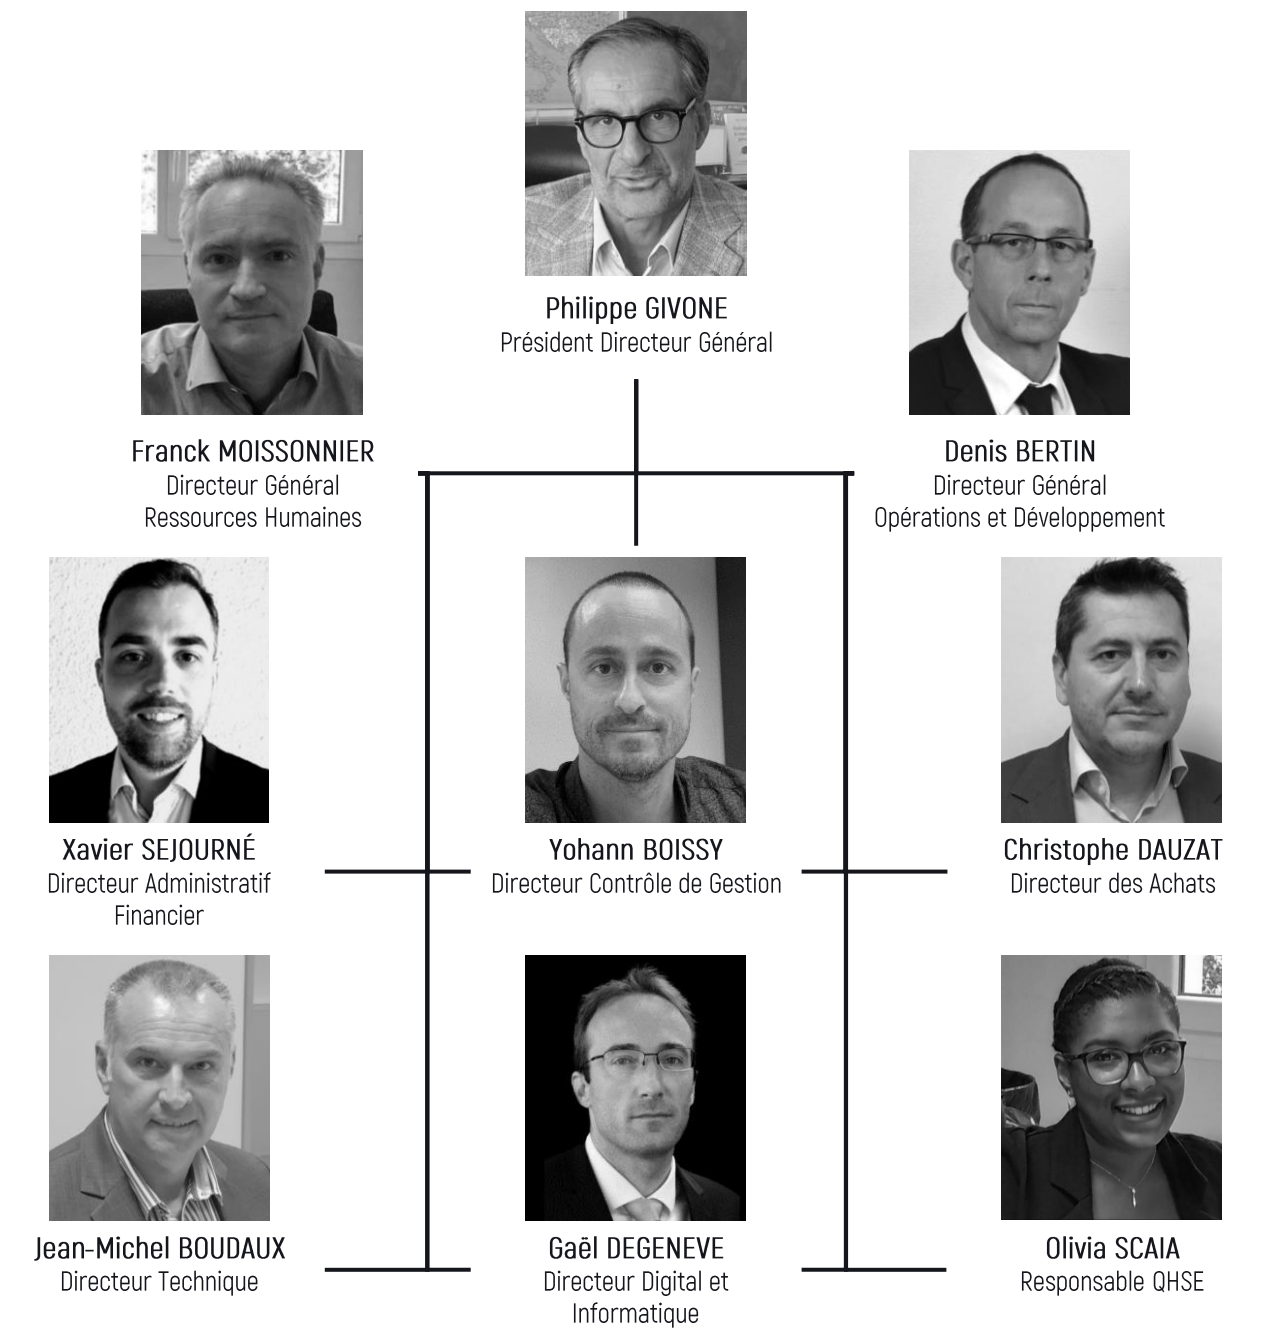 Philippe GIVONE
Président Directeur Général
Franck MOISSONNIER
Directeur Général
Ressources Humaines
Denis BERTIN
Directeur Général
Opérations et Développement
Xavier SEJOURNÉ
Directeur Administratif
Financier
Yohann BOISSY
Directeur Contrôle de Gestion
Christophe DAUZAT
Directeur des Achats
Jean-Michel BOUDAUX
Directeur Technique
Gaël DEGENEVE
Directeur Digital et
Informatique
Olivia SCAIA
Responsable QHSE